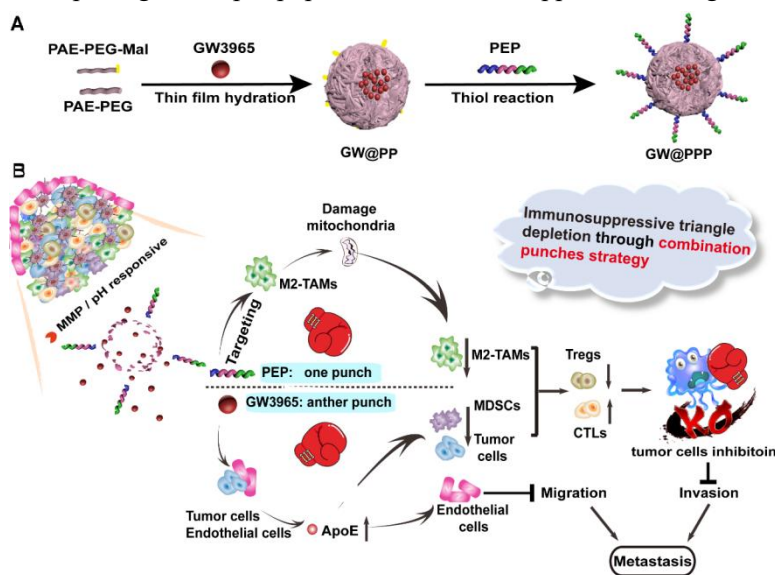 A
PAE-PEG-Mal
PAE-PEG
GW3965
Thin film hydration
GW@PP
PEP
Thiol reaction
GW@PPP
B
MMP / pH responsive
Targeting
M2-TAMs
Damage
mitochondria
Immunosuppressive triangle
depletion through combination
punches strategy
PEP: one punch
GW3965: anther punch
Tumor cells
Endothelial cells
ApoE
M2-TAMs
MDSCs
Tumor
cells
Endothelial
cells
Tregs
CTLs
KO
tumor cells inhibitoin
Migration
Invasion
Metastasis